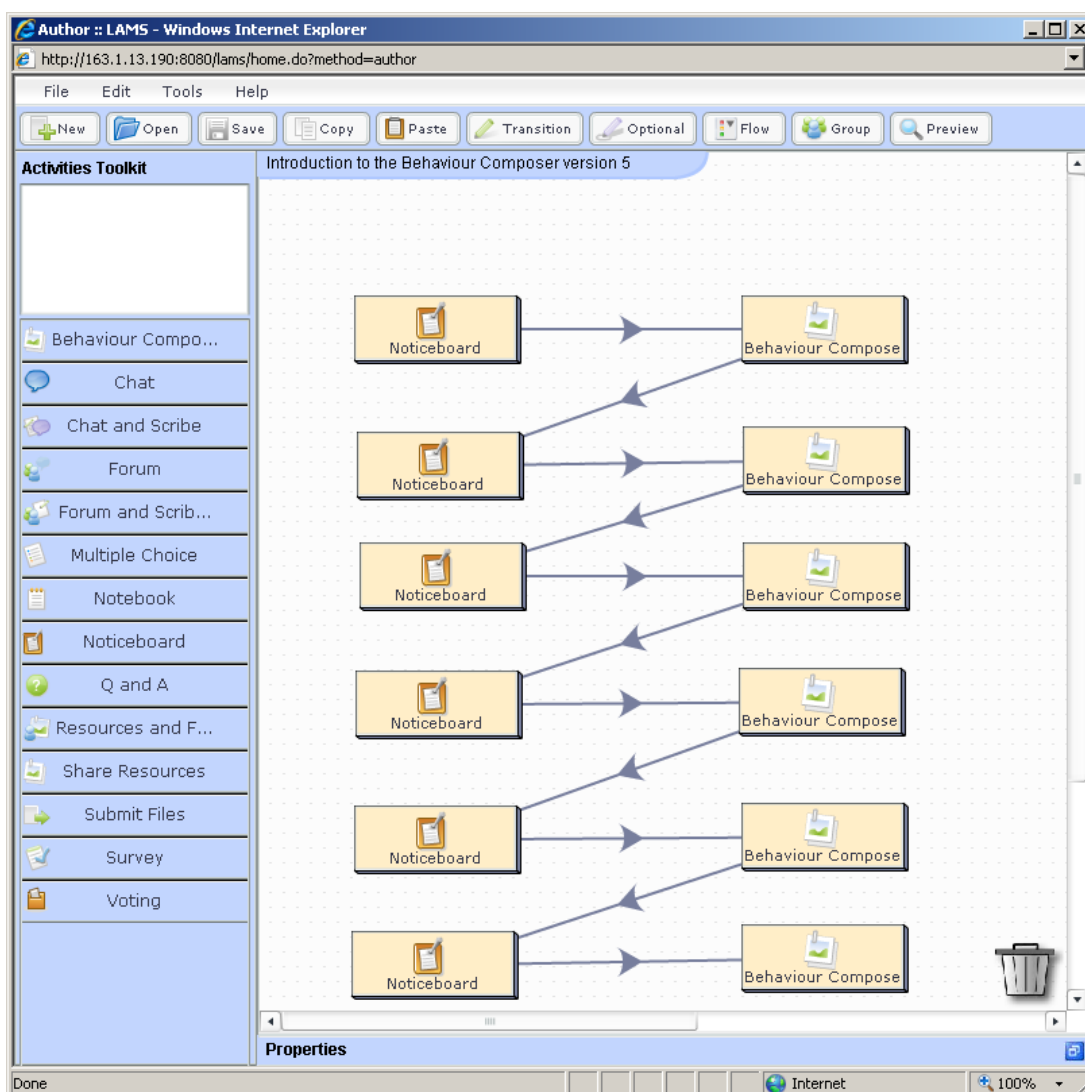 Author :: LAMS - Windows Internet Explorer
http://163.1.13.190:8080/lams/home.do?method=author
File Edit Tools Help
New Open Save Copy Paste Transition Optional Flow Group Preview
Activities Toolkit
Introduction to the Behaviour Composer version 5
Behaviour Compo...
Chat
Chat and Scribe
Forum
Forum and Scrib...
Multiple Choice
Notebook
Noticeboard
Q and A
Resources and F...
Share Resources
Submit Files
Survey
Voting
Noticeboard Behaviour Compose
Noticeboard Behaviour Compose
Noticeboard Behaviour Compose
Noticeboard Behaviour Compose
Noticeboard Behaviour Compose
Noticeboard Behaviour Compose
Properties
Done Internet 100%